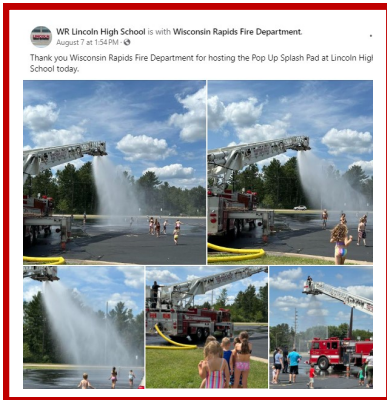 WR Lincoln High School is with Wisconsin Rapids Fire Department.
August 7 at 1:54 PM ·
Thank you Wisconsin Rapids Fire Department for hosting the Pop Up Splash Pad at Lincoln High
School today.